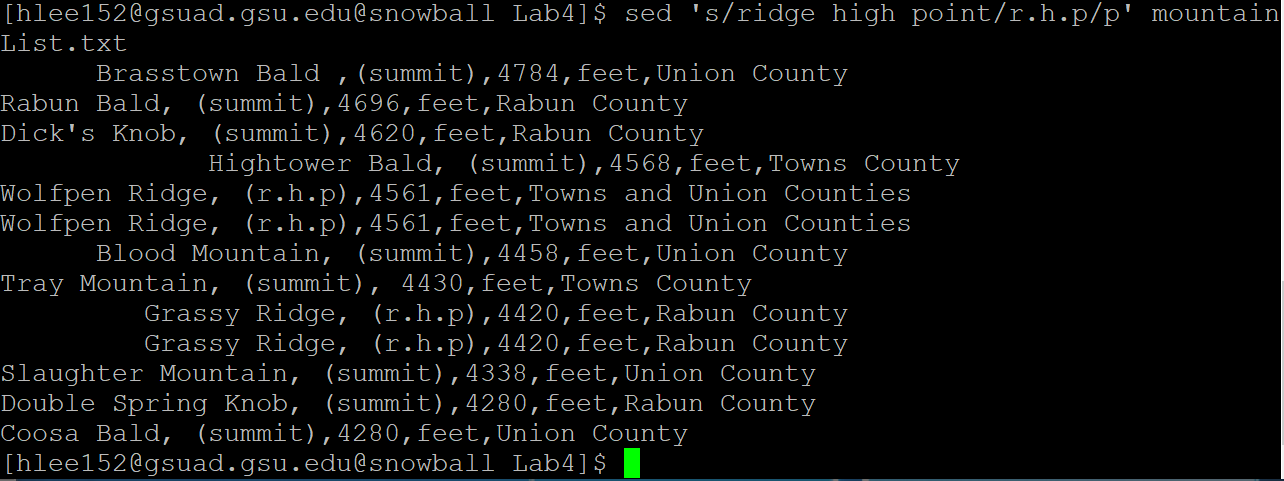 [hlee152@gsuad.gsu.edu@snowball Lab4]$ sed 's/ridge high point/r.h.p/p' mountain
List.txt
      Brasstown Bald ,(summit),4784,feet,Union County
Rabun Bald, (summit),4696,feet,Rabun County
Dick's Knob, (summit),4620,feet,Rabun County
             Hightower Bald, (summit),4568,feet,Towns County
Wolfpen Ridge, (r.h.p),4561,feet,Towns and Union Counties
Wolfpen Ridge, (r.h.p),4561,feet,Towns and Union Counties
      Blood Mountain, (summit),4458,feet,Union County
Tray Mountain, (summit), 4430,feet,Towns County
         Grassy Ridge, (r.h.p),4420,feet,Rabun County
         Grassy Ridge, (r.h.p),4420,feet,Rabun County
Slaughter Mountain, (summit),4338,feet,Union County
Double Spring Knob, (summit),4280,feet,Rabun County
Coosa Bald, (summit),4280,feet,Union County
[hlee152@gsuad.gsu.edu@snowball Lab4]$